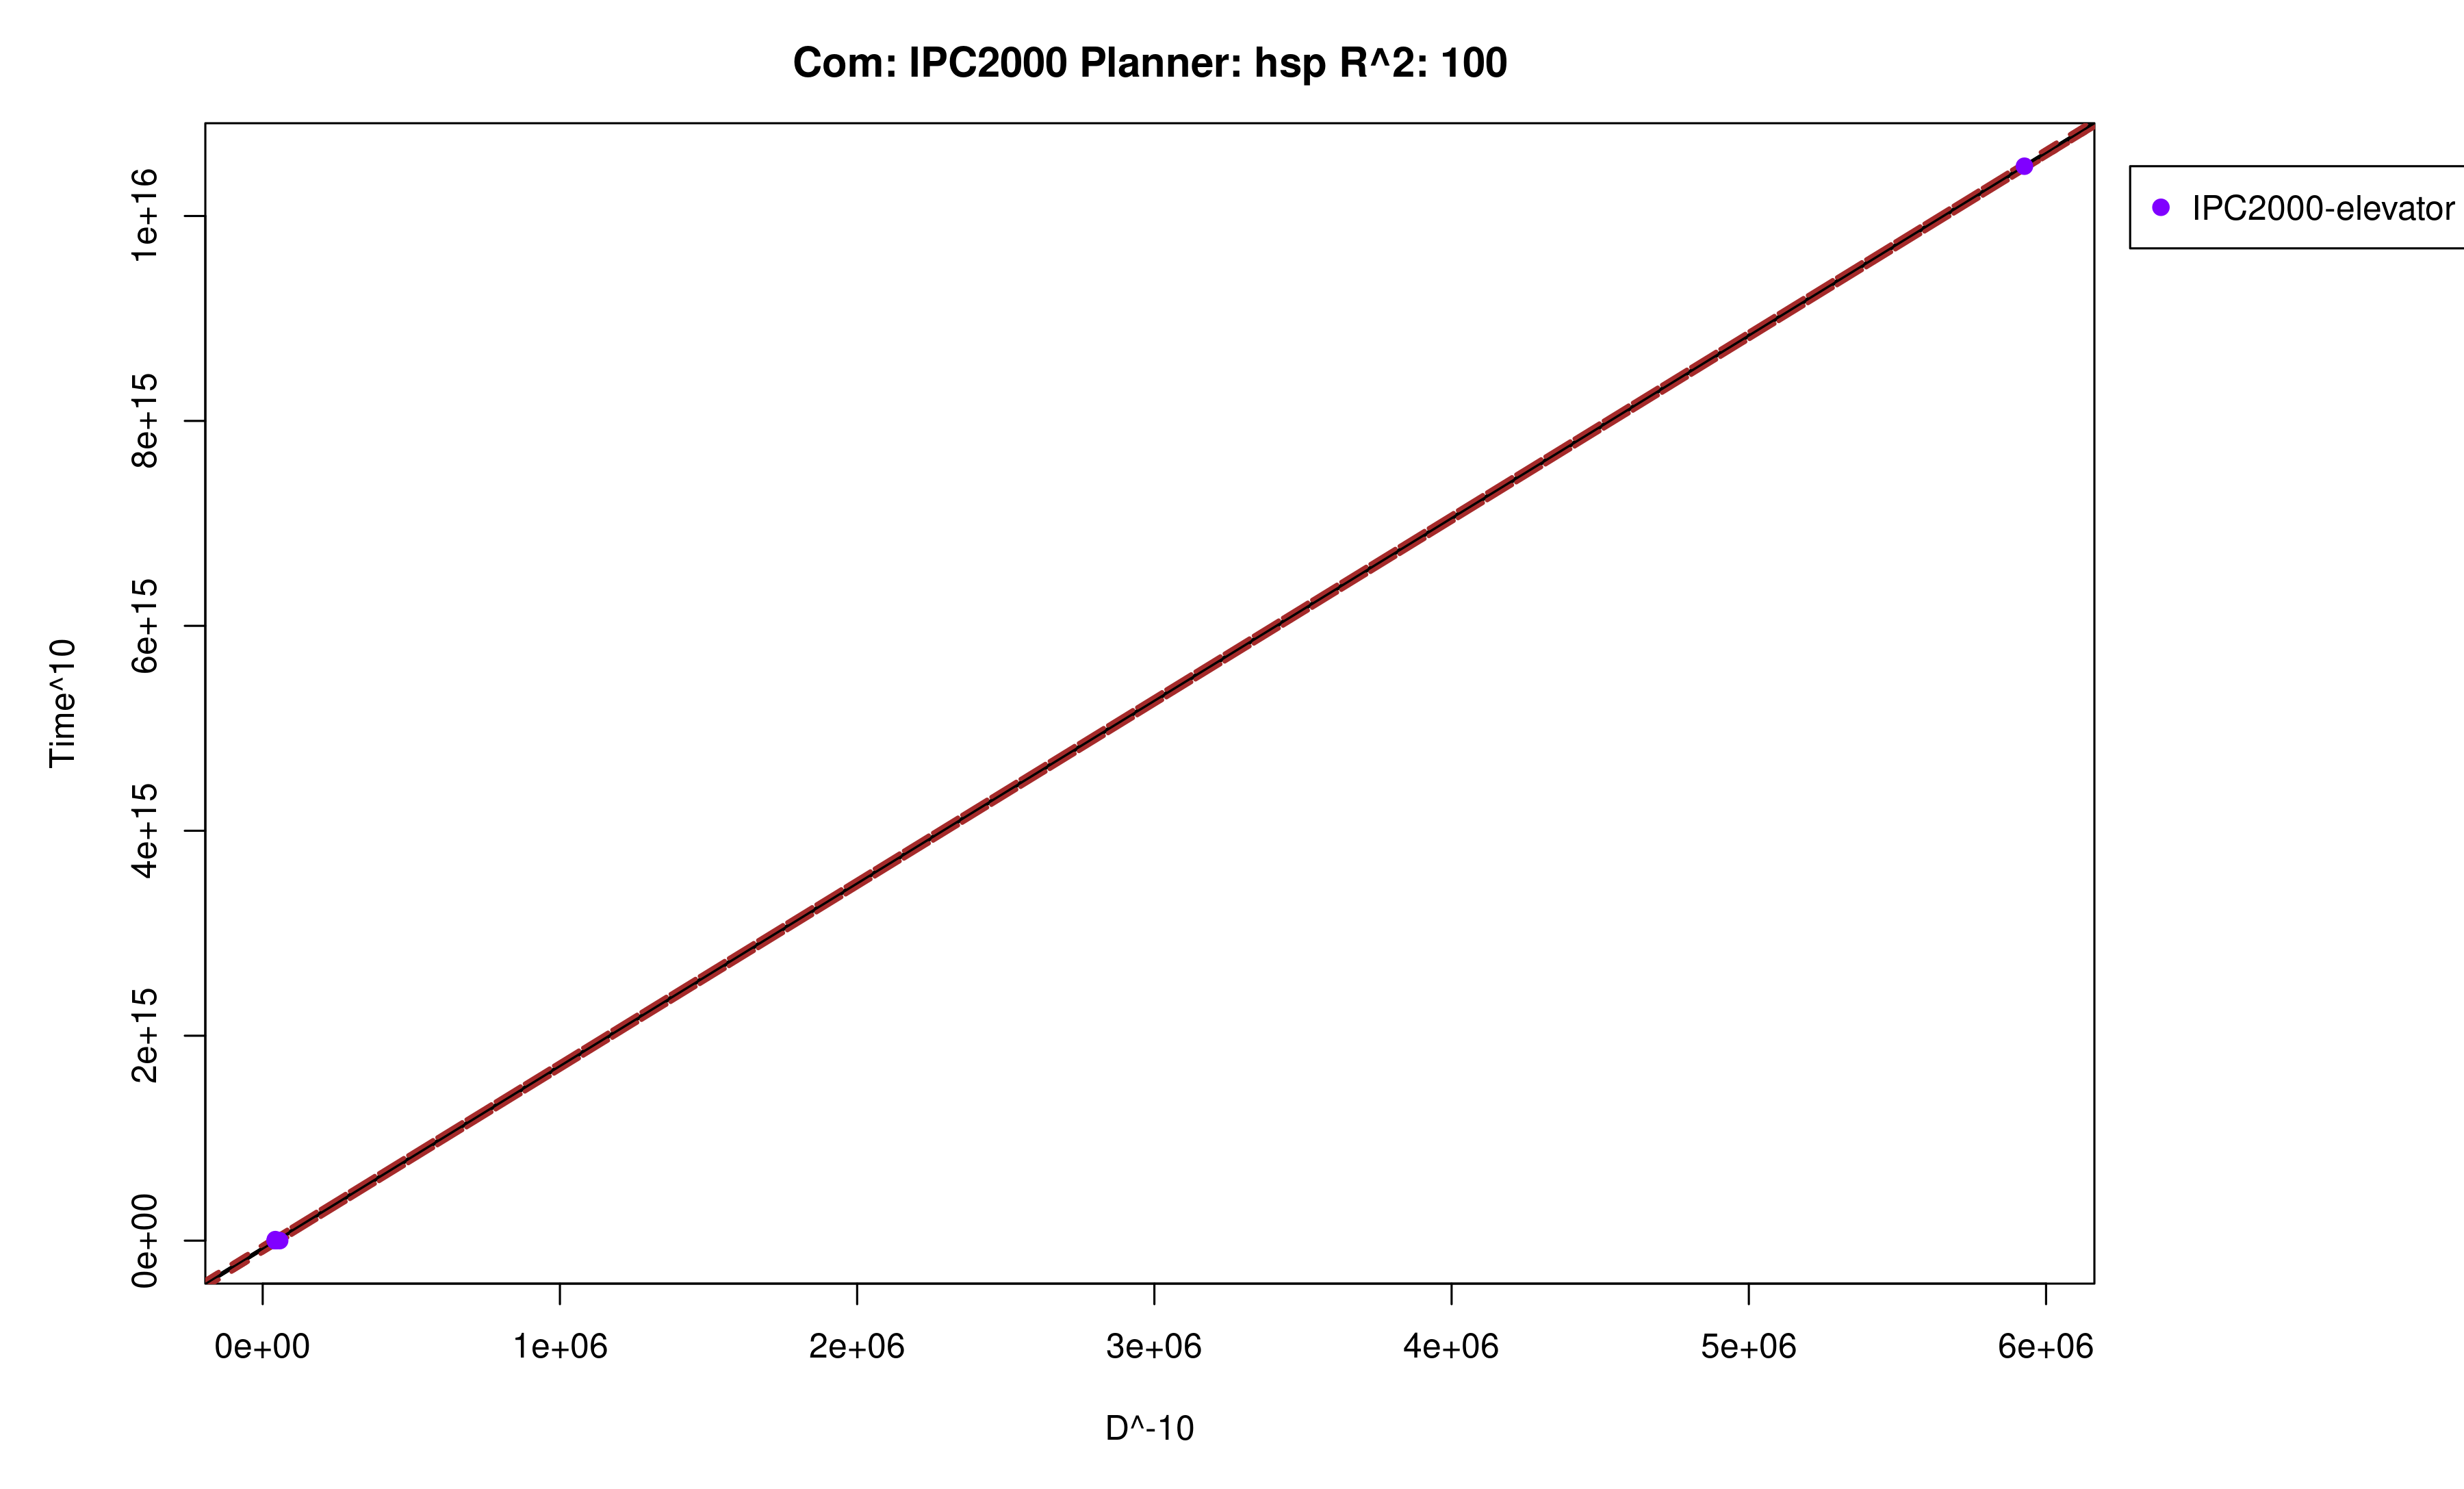 Com: IPC2000 Planner: hsp R^2: 100
IPC2000-elevator
1e+16
8e+15
6e+15
4e+15
2e+15
0e+00
Time^10
0e+00 1e+06 2e+06 3e+06 4e+06 5e+06 6e+06
D^-10